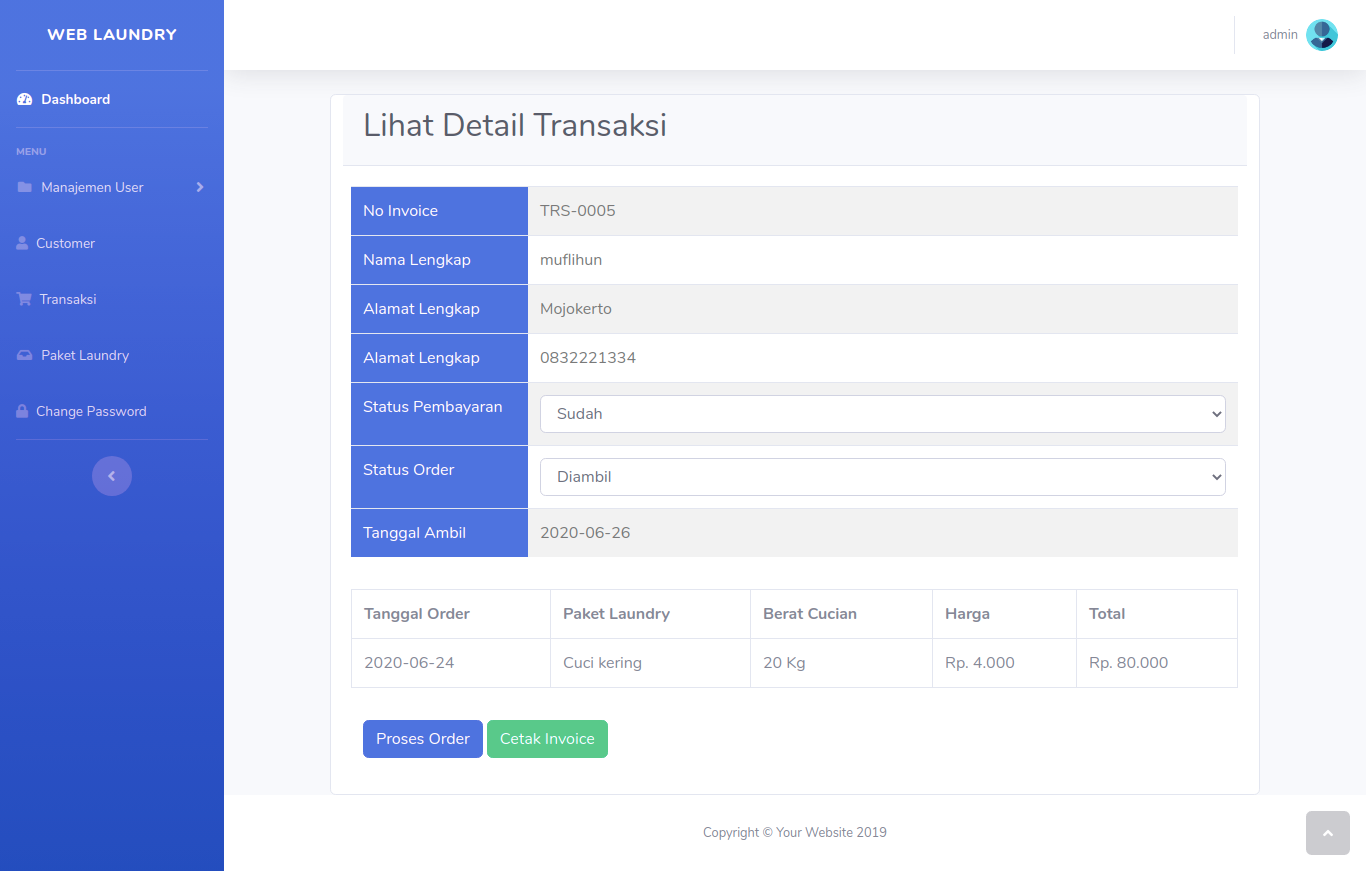 WEB LAUNDRY
admin
Dashboard
MENU
Manajemen User
Customer
Transaksi
Paket Laundry
Change Password
Lihat Detail Transaksi
No Invoice TRS-0005
Nama Lengkap muflihun
Alamat Lengkap Mojokerto
Alamat Lengkap 0832221334
Status Pembayaran Sudah
Status Order Diambil
Tanggal Ambil 2020-06-26
Tanggal Order Paket Laundry Berat Cucian Harga Total
2020-06-24 Cuci kering 20 Kg Rp. 4.000 Rp. 80.000
Proses Order Cetak Invoice
Copyright © Your Website 2019